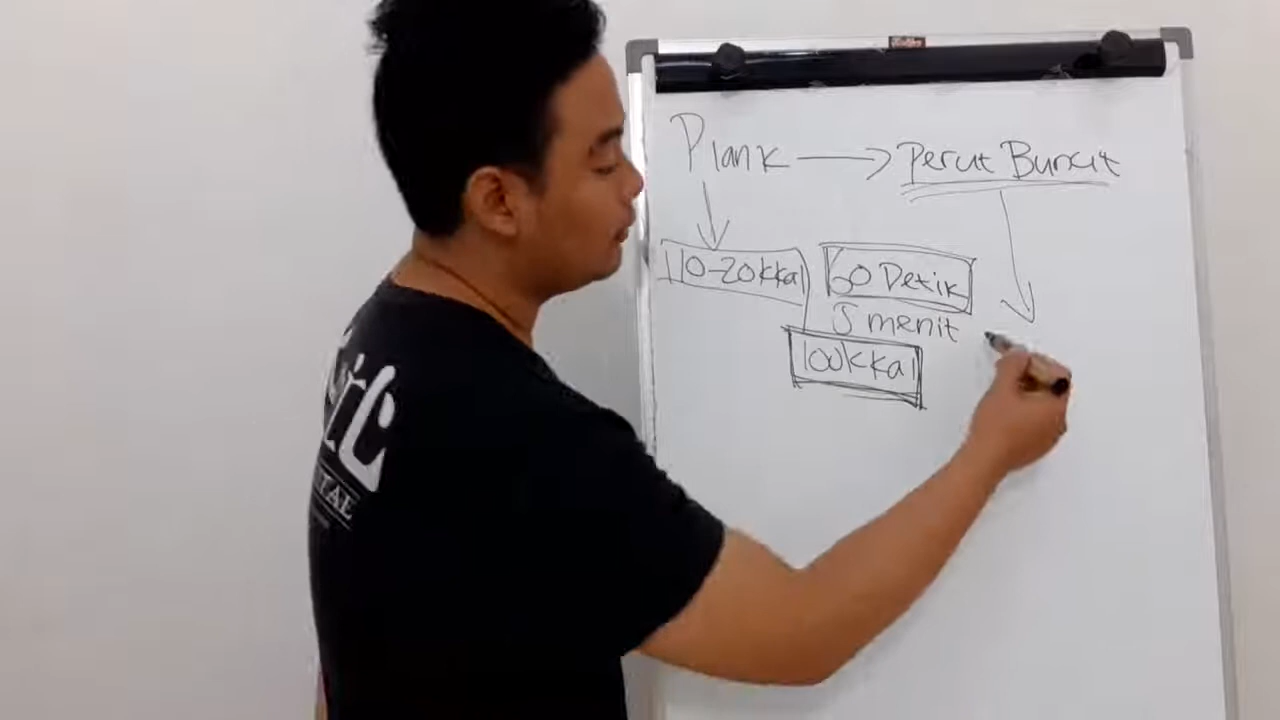 Plank → Perut Buncit
10-20kkal
60 Detik
5 menit
100kkal